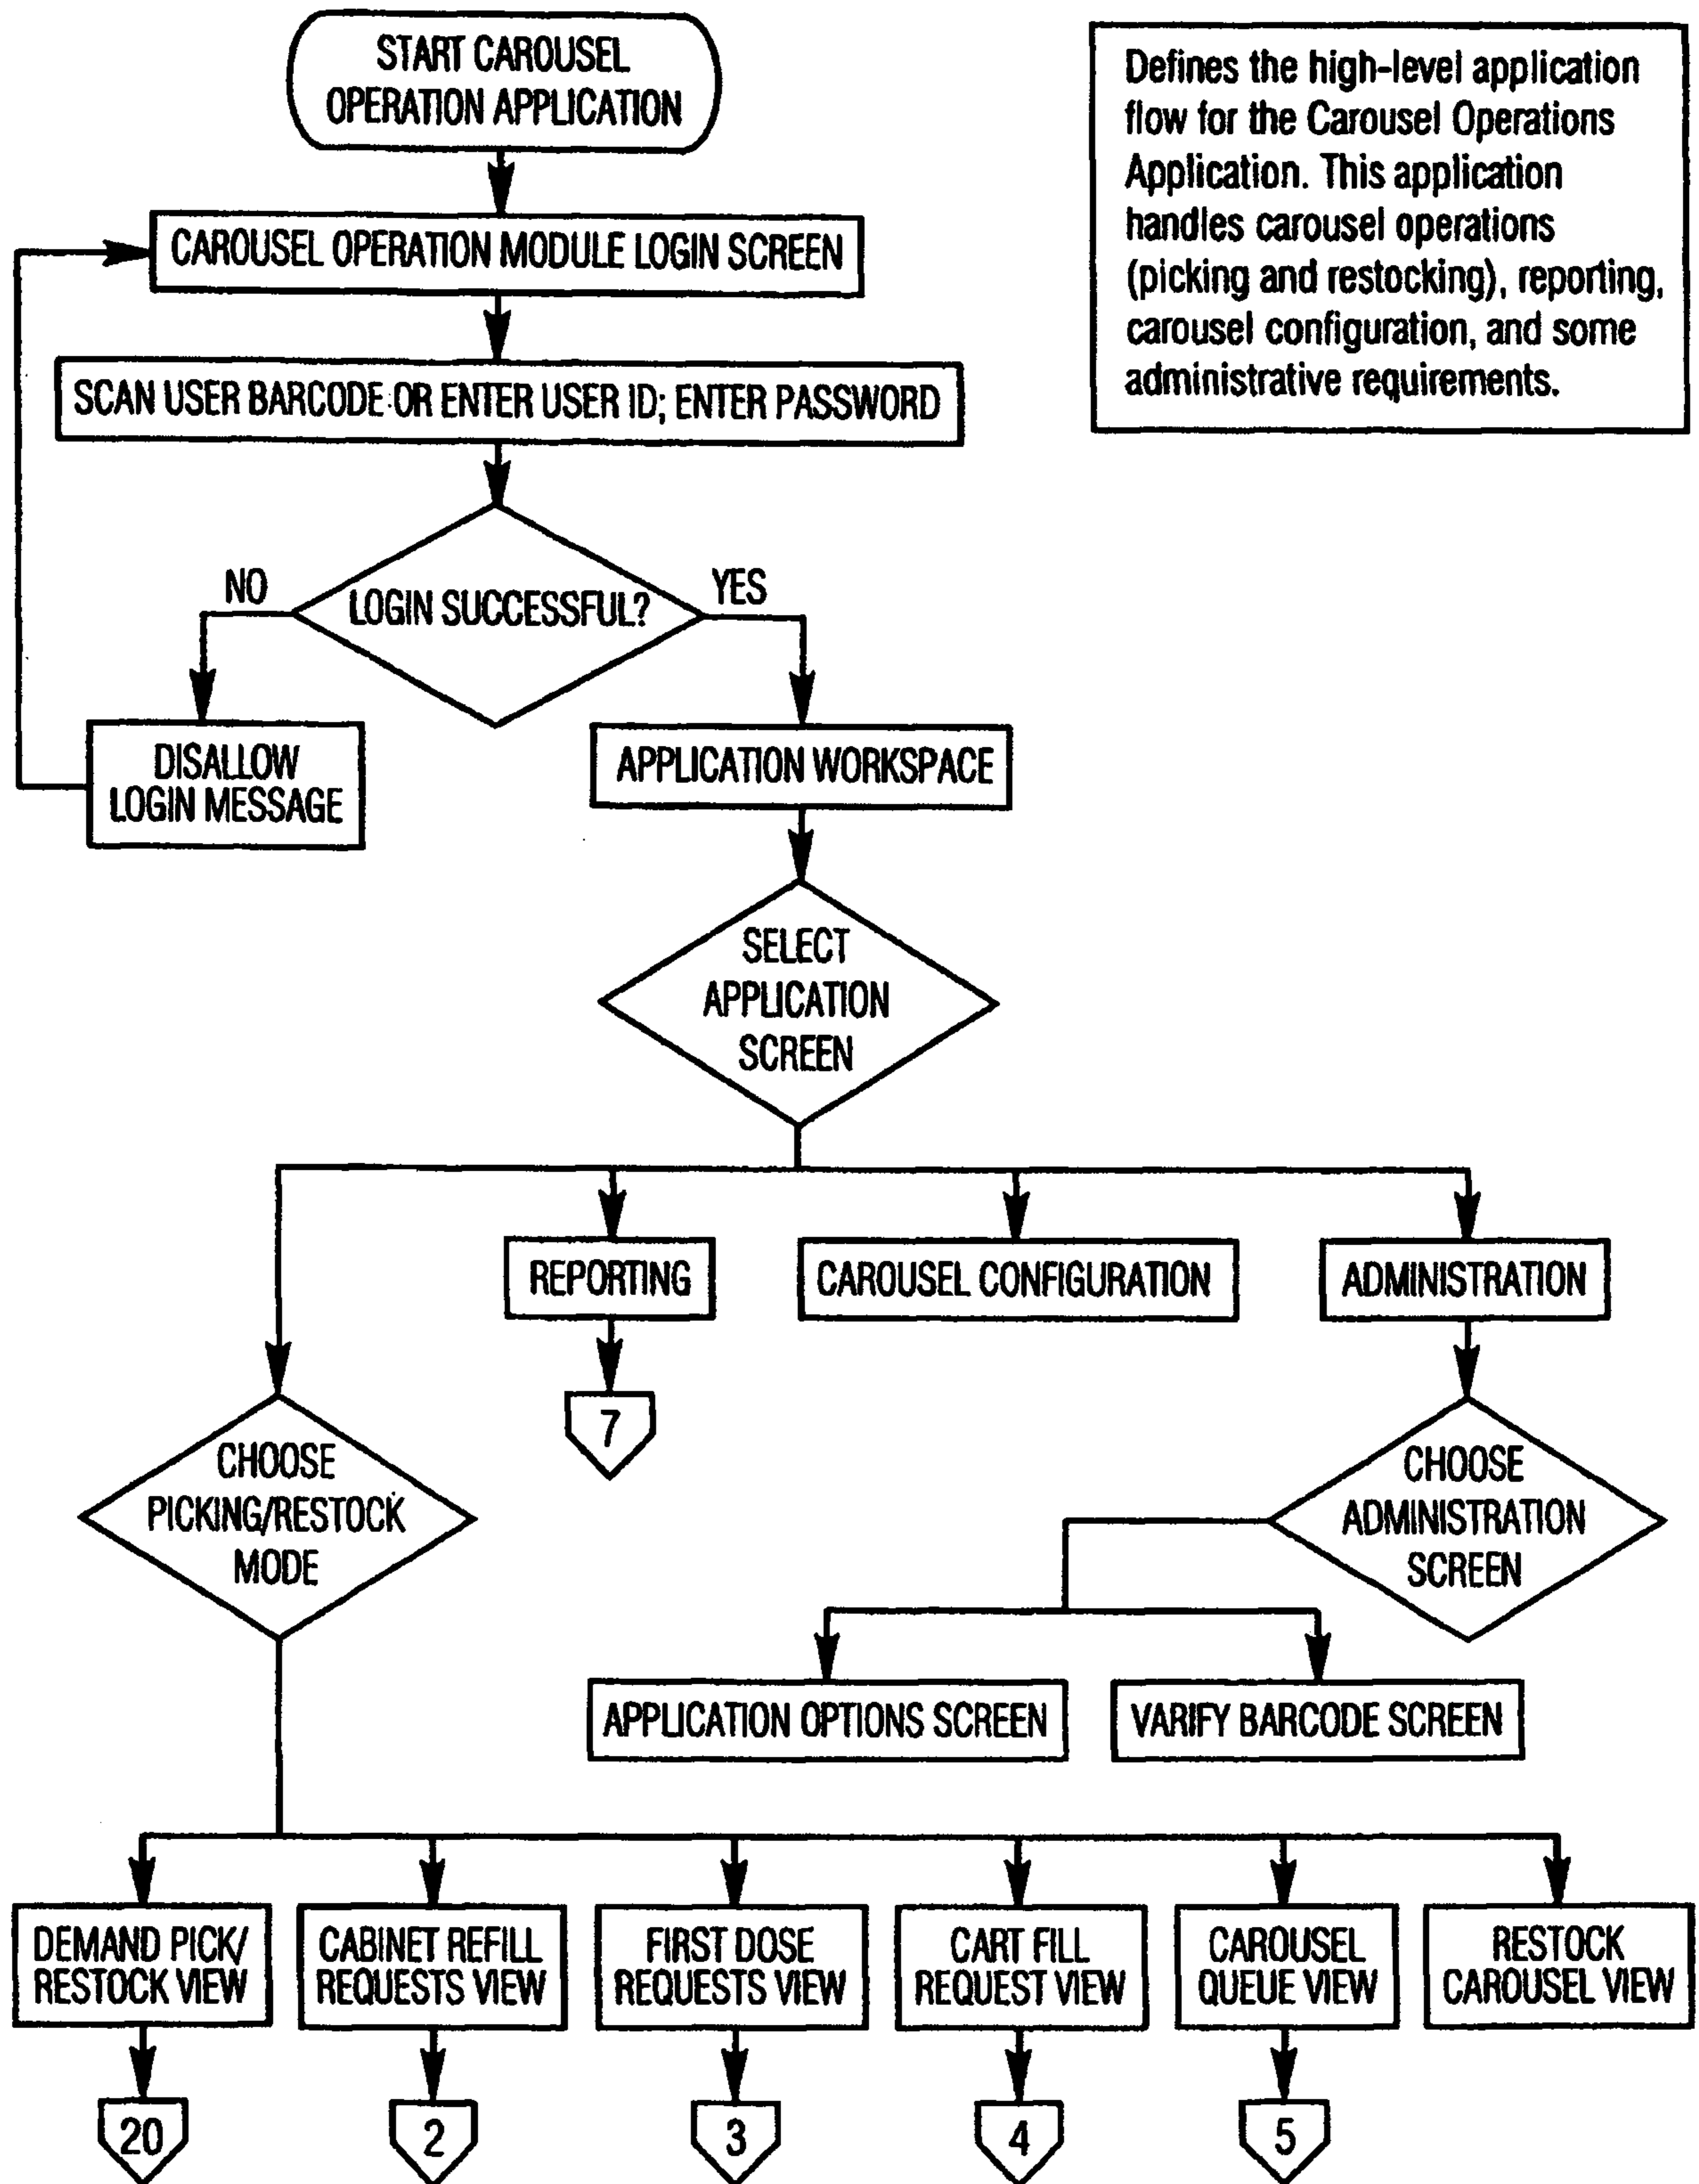 START CAROUSEL
OPERATION APPLICATION
Defines the high-level application
flow for the Carousel Operations
Application. This application
handles carousel operations
(picking and restocking), reporting,
carousel configuration, and some
administrative requirements.
CAROUSEL OPERATION MODULE LOGIN SCREEN
SCAN USER BARCODE OR ENTER USER ID; ENTER PASSWORD
NO
LOGIN SUCCESSFUL?
YES
DISALLOW
LOGIN MESSAGE
APPLICATION WORKSPACE
SELECT
APPLICATION
SCREEN
REPORTING
CAROUSEL CONFIGURATION
ADMINISTRATION
7
CHOOSE
PICKING/RESTOCK
MODE
CHOOSE
ADMINISTRATION
SCREEN
APPLICATION OPTIONS SCREEN
VARIFY BARCODE SCREEN
DEMAND PICK/
RESTOCK VIEW
CABINET REFILL
REQUESTS VIEW
FIRST DOSE
REQUESTS VIEW
CART FILL
REQUEST VIEW
CAROUSEL
QUEUE VIEW
RESTOCK
CAROUSEL VIEW
20
2
3
4
5